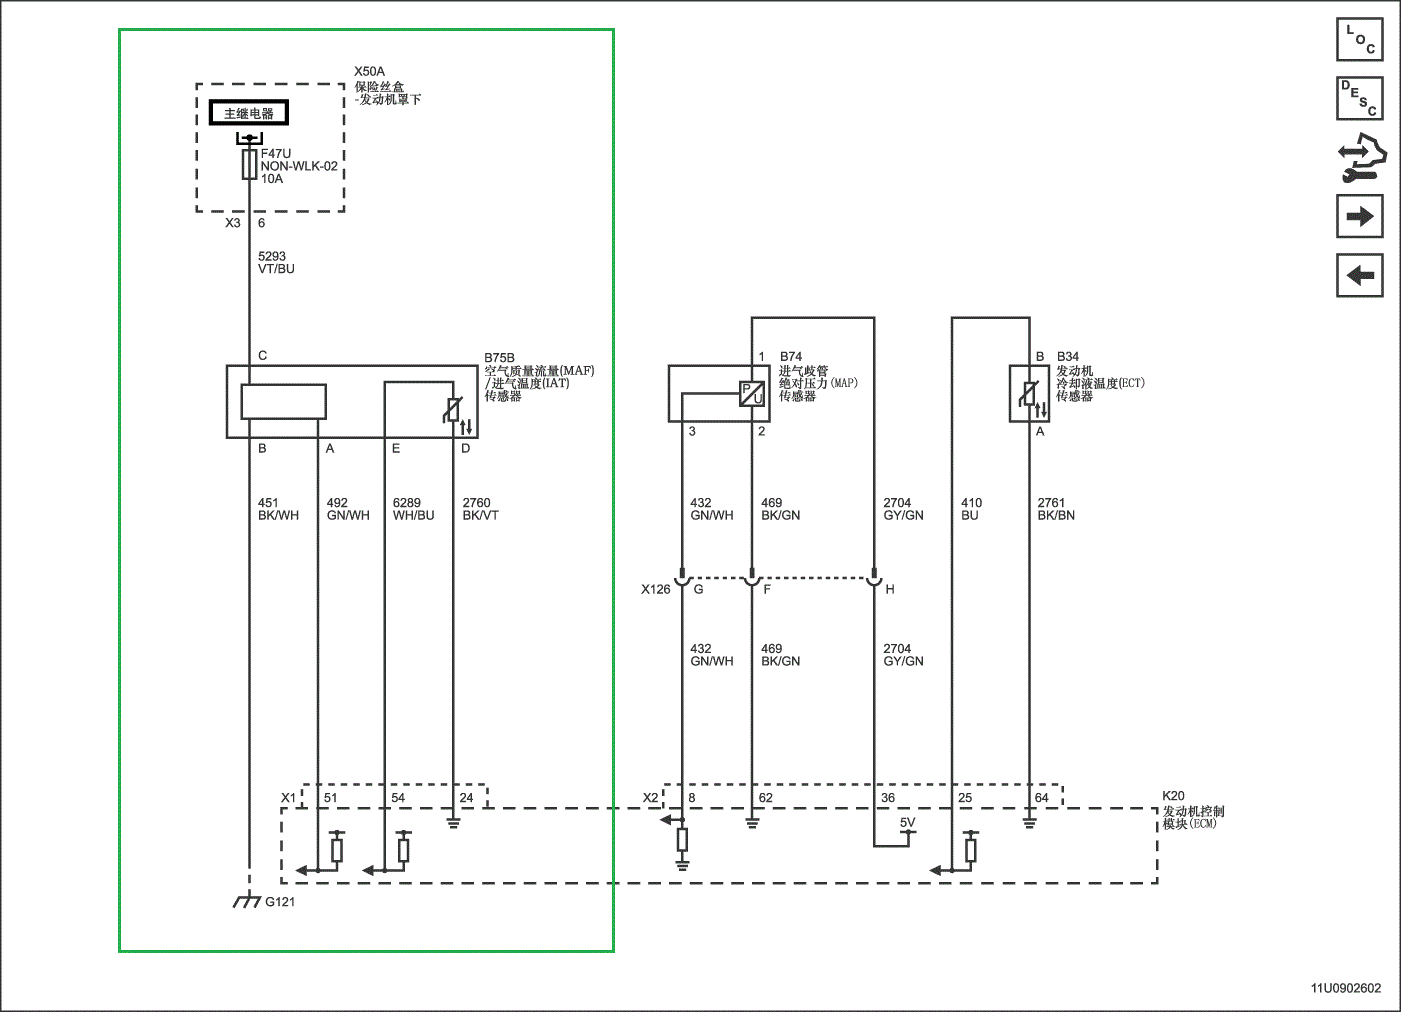 L
O
C
D
E
S
C
X50A
保险丝盒
-发动机罩下
主继电器
F47U
NON-WLK-02
10A
X3 6
5293
VT/BU
C
B75B
空气质量流量(MAF)
/进气温度(IAT)
传感器
B A E D
1 B74
进气歧管
绝对压力(MAP)
传感器
P
U
3 2
B B34
发动机
冷却液温度(ECT)
传感器
A
451
BK/WH
492
GN/WH
6289
WH/BU
2760
BK/VT
432
GN/WH
469
BK/GN
2704
GY/GN
410
BU
2761
BK/BN
X126 G F H
432
GN/WH
469
BK/GN
2704
GY/GN
X1 51 54 24
X2 8 62 36 25 64
K20
发动机控制
模块(ECM)
5V
G121
11U0902602